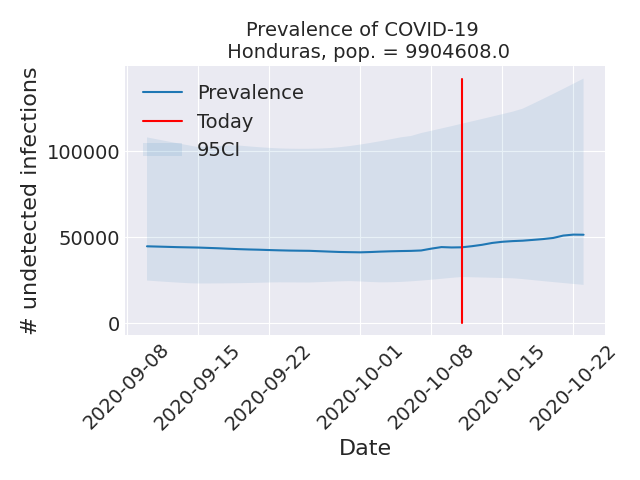 Prevalence of COVID-19
Honduras, pop. = 9904608.0
# undetected infections
100000
50000
0
Prevalence
Today
95CI
2020-09-08
2020-09-15
2020-09-22
2020-10-01
2020-10-08
2020-10-15
2020-10-22
Date